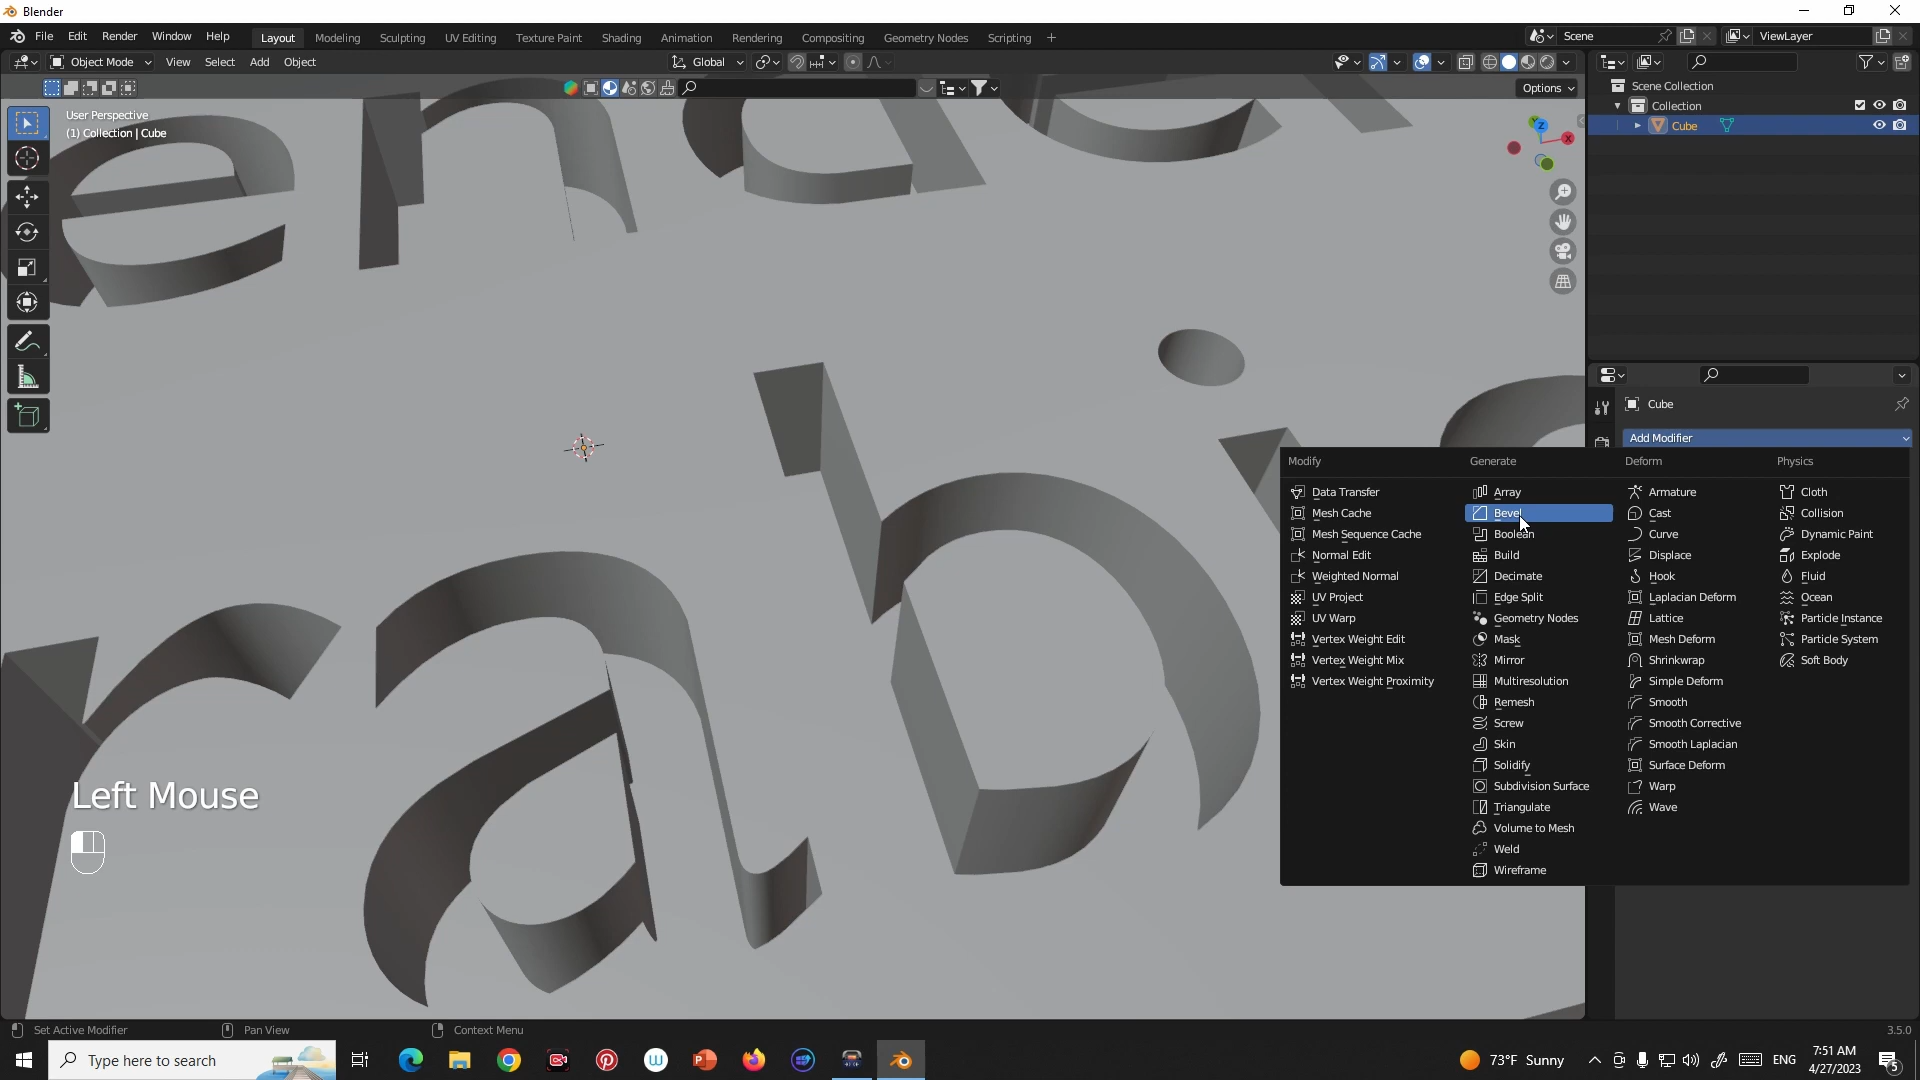 Blender
File Edit Render Window Help Layout Modeling Sculpting UV Editing Texture Paint Shading Animation Rendering Compositing Geometry Nodes Scripting + Scene ViewLayer
Object Mode View Select Add Object Global
Options
User Perspective
(1) Collection | Cube
Z
X
Scene Collection
Collection
Cube
Cube
Add Modifier
Modify Generate Deform Physics
Data Transfer Array Armature Cloth
Mesh Cache Bevel Cast Collision
Mesh Sequence Cache Boolean Curve Dynamic Paint
Normal Edit Build Displace Explode
Weighted Normal Decimate Hook Fluid
UV Project Edge Split Laplacian Deform Ocean
UV Warp Geometry Nodes Lattice Particle Instance
Vertex Weight Edit Mask Mesh Deform Particle System
Vertex Weight Mix Mirror Shrinkwrap Soft Body
Vertex Weight Proximity Multiresolution Simple Deform
Remesh Smooth
Screw Smooth Corrective
Skin Smooth Laplacian
Solidify Surface Deform
Subdivision Surface Warp
Triangulate Wave
Volume to Mesh
Weld
Wireframe
Left Mouse
Set Active Modifier Pan View Context Menu 3.5.0
Type here to search 73°F Sunny ENG 7:51 AM
4/27/2023
5